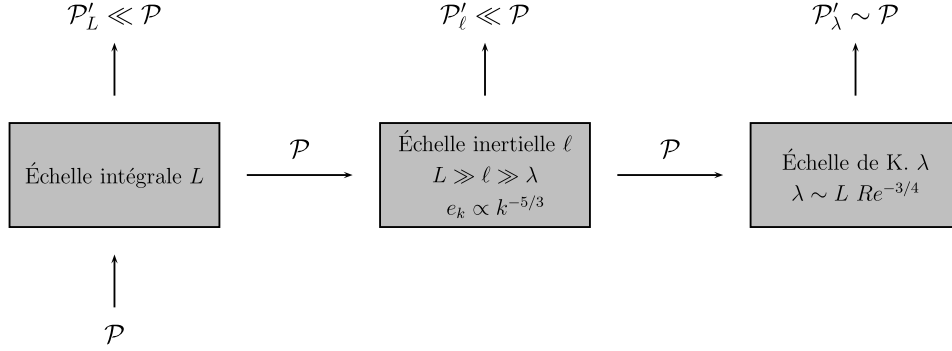 𝒫′_L ≪ 𝒫
𝒫′_ℓ ≪ 𝒫
𝒫′_λ ∼ 𝒫
Échelle intégrale L
𝒫
Échelle inertielle ℓ
L ≫ ℓ ≫ λ
e_k ∝ k^{−5/3}
𝒫
Échelle de K. λ
λ ∼ L Re^{−3/4}
𝒫